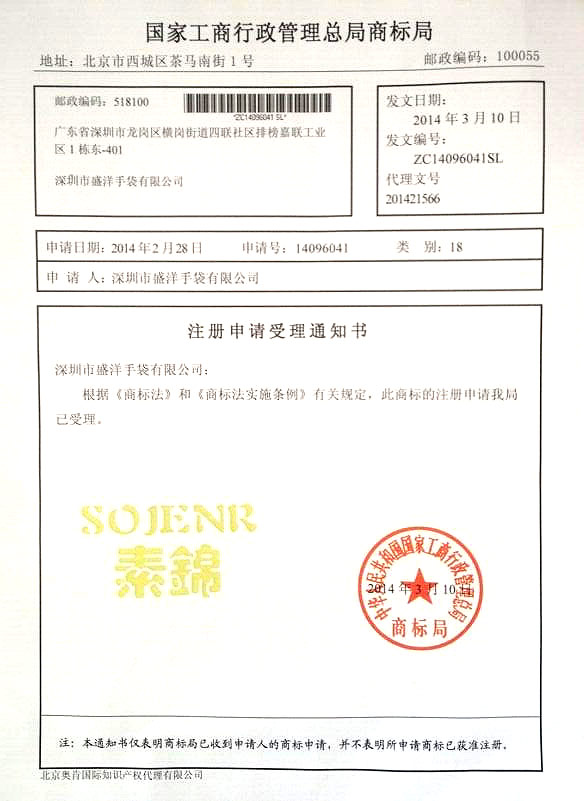 国家工商行政管理总局商标局
地址：北京市西城区茶马南街1号
邮政编码：100055
邮政编码：518100
*ZC14096041 SL*
广东省深圳市龙岗区横岗街道四联社区排榜嘉联工业
区1栋东-401
深圳市盛洋手袋有限公司
发文日期：
2014年3月10日
发文编号：
ZC14096041SL
代理文号
201421566
申请日期：2014年2月28日 申请号：14096041 类 别：18
申 请 人：深圳市盛洋手袋有限公司
注册申请受理通知书
深圳市盛洋手袋有限公司：
根据《商标法》和《商标法实施条例》有关规定，此商标的注册申请我局
已受理。
SOJENR
素錦
中华人民共和国国家工商行政管理总局
2014年3月10日
商标局
注：本通知书仅表明商标局已收到申请人的商标申请，并不表明所申请商标已获准注册。
北京奥肯国际知识产权代理有限公司